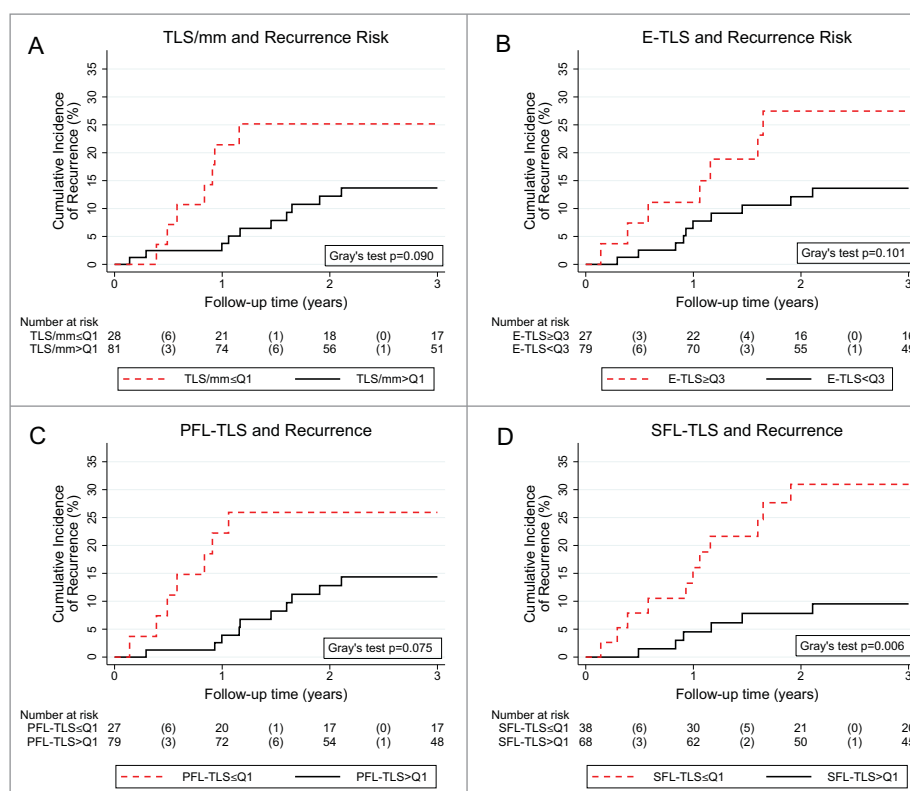 A
TLS/mm and Recurrence Risk
Cumulative Incidence
of Recurrence (%)
35
30
25
20
15
10
5
0
Gray's test p=0.090
0 1 2 3
Follow-up time (years)
Number at risk
TLS/mm≤Q1 28 (6) 21 (1) 18 (0) 17
TLS/mm>Q1 81 (3) 74 (6) 56 (1) 51
TLS/mm≤Q1 TLS/mm>Q1
B
E-TLS and Recurrence Risk
Cumulative Incidence
of Recurrence (%)
35
30
25
20
15
10
5
0
Gray's test p=0.101
0 1 2 3
Follow-up time (years)
Number at risk
E-TLS≥Q3 27 (3) 22 (4) 16 (0)
E-TLS<Q3 79 (6) 70 (3) 55 (1)
E-TLS≥Q3 E-TLS<Q3
C
PFL-TLS and Recurrence
Cumulative Incidence
of Recurrence (%)
35
30
25
20
15
10
5
0
Gray's test p=0.075
0 1 2 3
Follow-up time (years)
Number at risk
PFL-TLS≤Q1 27 (6) 20 (1) 17 (0) 17
PFL-TLS>Q1 79 (3) 72 (6) 54 (1) 48
PFL-TLS≤Q1 PFL-TLS>Q1
D
SFL-TLS and Recurrence
Cumulative Incidence
of Recurrence (%)
35
30
25
20
15
10
5
0
Gray's test p=0.006
0 1 2 3
Follow-up time (years)
Number at risk
SFL-TLS≤Q1 38 (6) 30 (5) 21 (0)
SFL-TLS>Q1 68 (3) 62 (2) 50 (1)
SFL-TLS≤Q1 SFL-TLS>Q1